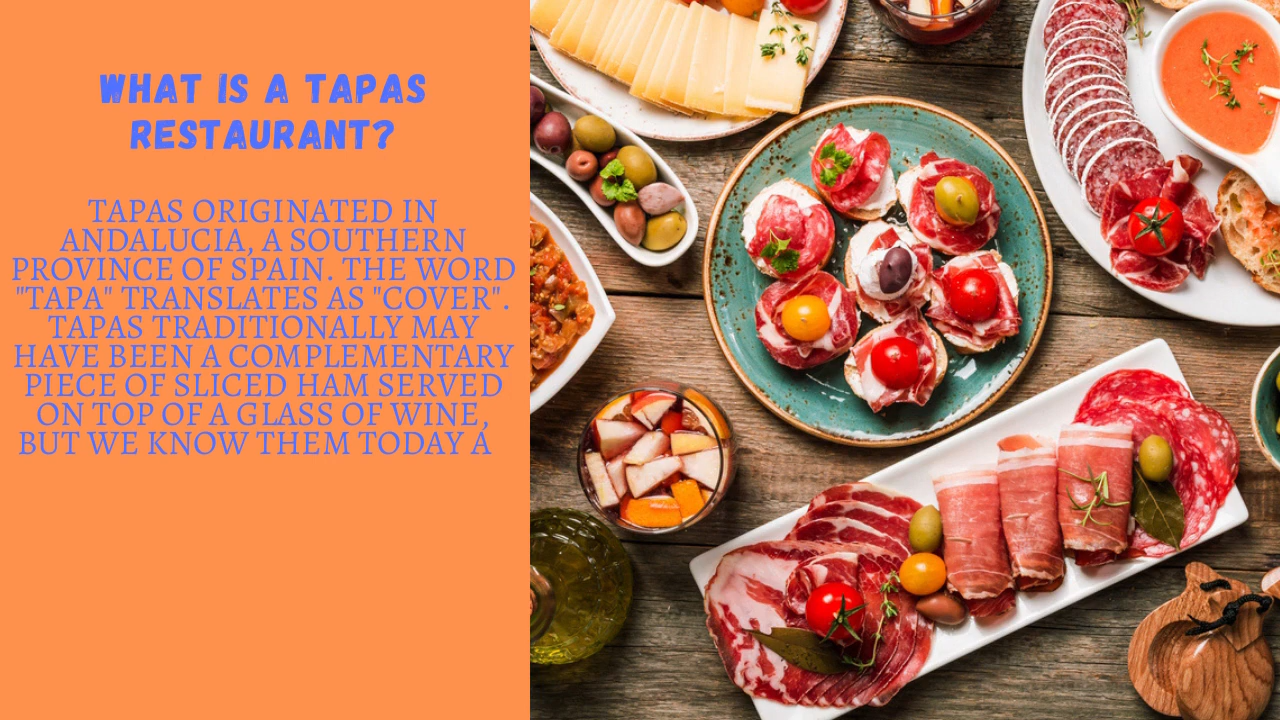 WHAT IS A TAPAS
RESTAURANT?
TAPAS ORIGINATED IN
ANDALUCIA, A SOUTHERN
PROVINCE OF SPAIN. THE WORD
"TAPA" TRANSLATES AS "COVER".
TAPAS TRADITIONALLY MAY
HAVE BEEN A COMPLEMENTARY
PIECE OF SLICED HAM SERVED
ON TOP OF A GLASS OF WINE,
BUT WE KNOW THEM TODAY A